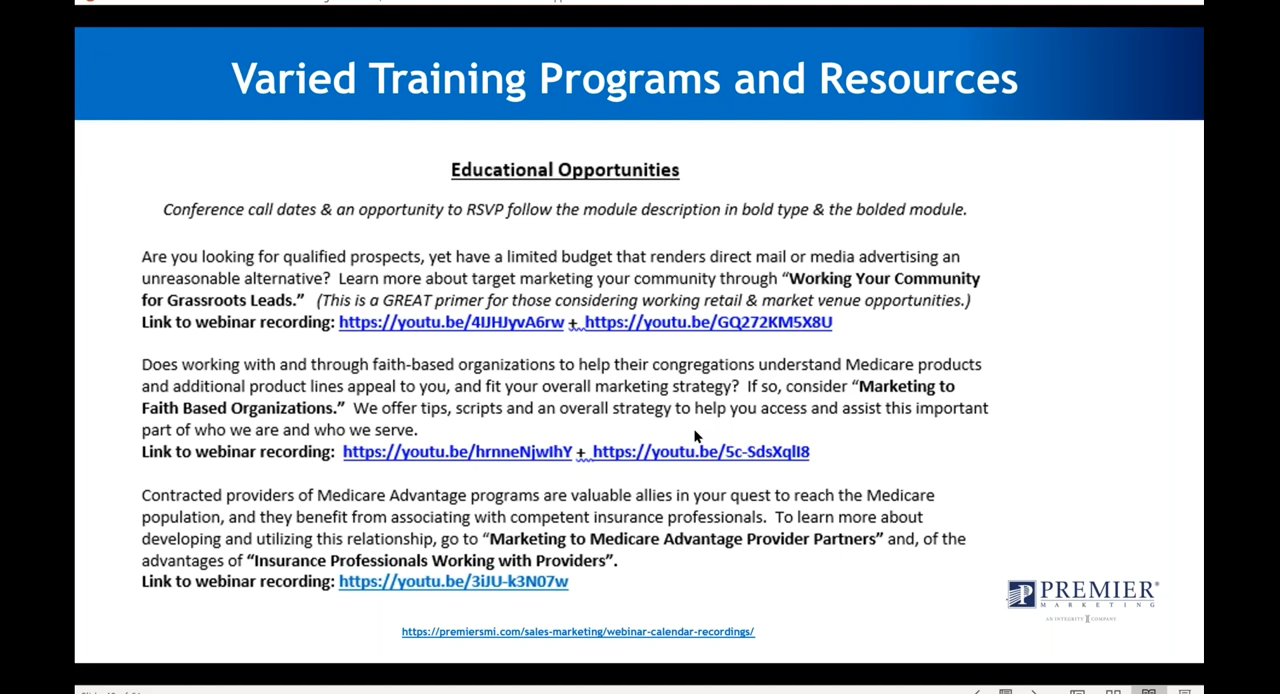 Varied Training Programs and Resources
Educational Opportunities
Conference call dates & an opportunity to RSVP follow the module description in bold type & the bolded module.
Are you looking for qualified prospects, yet have a limited budget that renders direct mail or media advertising an
unreasonable alternative?  Learn more about target marketing your community through “Working Your Community
for Grassroots Leads.”  (This is a GREAT primer for those considering working retail & market venue opportunities.)
Link to webinar recording: https://youtu.be/4IJHJyvA6rw + https://youtu.be/GQ272KM5X8U
Does working with and through faith-based organizations to help their congregations understand Medicare products
and additional product lines appeal to you, and fit your overall marketing strategy?  If so, consider “Marketing to
Faith Based Organizations.”  We offer tips, scripts and an overall strategy to help you access and assist this important
part of who we are and who we serve.
Link to webinar recording:  https://youtu.be/hrnneNjwIhY + https://youtu.be/5c-SdsXqlI8
Contracted providers of Medicare Advantage programs are valuable allies in your quest to reach the Medicare
population, and they benefit from associating with competent insurance professionals.  To learn more about
developing and utilizing this relationship, go to “Marketing to Medicare Advantage Provider Partners” and, of the
advantages of “Insurance Professionals Working with Providers”.
Link to webinar recording: https://youtu.be/3iJU-k3N07w
PREMIER®
MARKETING
AN INTEGRITY COMPANY
https://premiersmi.com/sales-marketing/webinar-calendar-recordings/